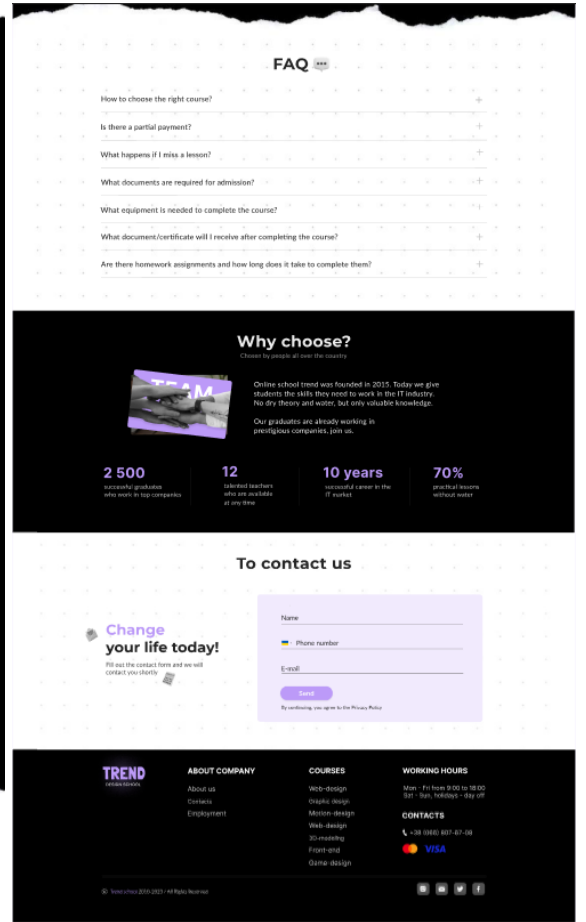 FAQ
How to choose the right course?
Is there a partial payment?
What happens if I miss a lesson?
What documents are required for admission?
What equipment is needed to complete the course?
What document/certificate will I receive after completing the course?
Are there homework assignments and how long does it take to complete them?
Why choose?
Chosen by people all over the country
TEAM
Online school trend was founded in 2015. Today we give
students the skills they need to work in the IT industry.
No dry theory and water, but only valuable knowledge.
Our graduates are already working in
prestigious companies, join us.
2 500
successful graduates
who work in top companies
12
talented teachers
who are available
at any time
10 years
successful career in the
IT market
70%
practical lessons
without water
To contact us
Change
your life today!
Fill out the contact form and we will
contact you shortly
Name
Phone number
E-mail
Send
By continuing, you agree to the Privacy Policy
TREND
DESIGN SCHOOL
ABOUT COMPANY
About us
Contacts
Employment
COURSES
Web-design
Graphic design
Motion-design
Web-design
3D-modeling
Front-end
Game-design
WORKING HOURS
Mon - Fri from 9:00 to 18:00
Sat - Sun, holidays - day off
CONTACTS
VISA
All Rights Reserved